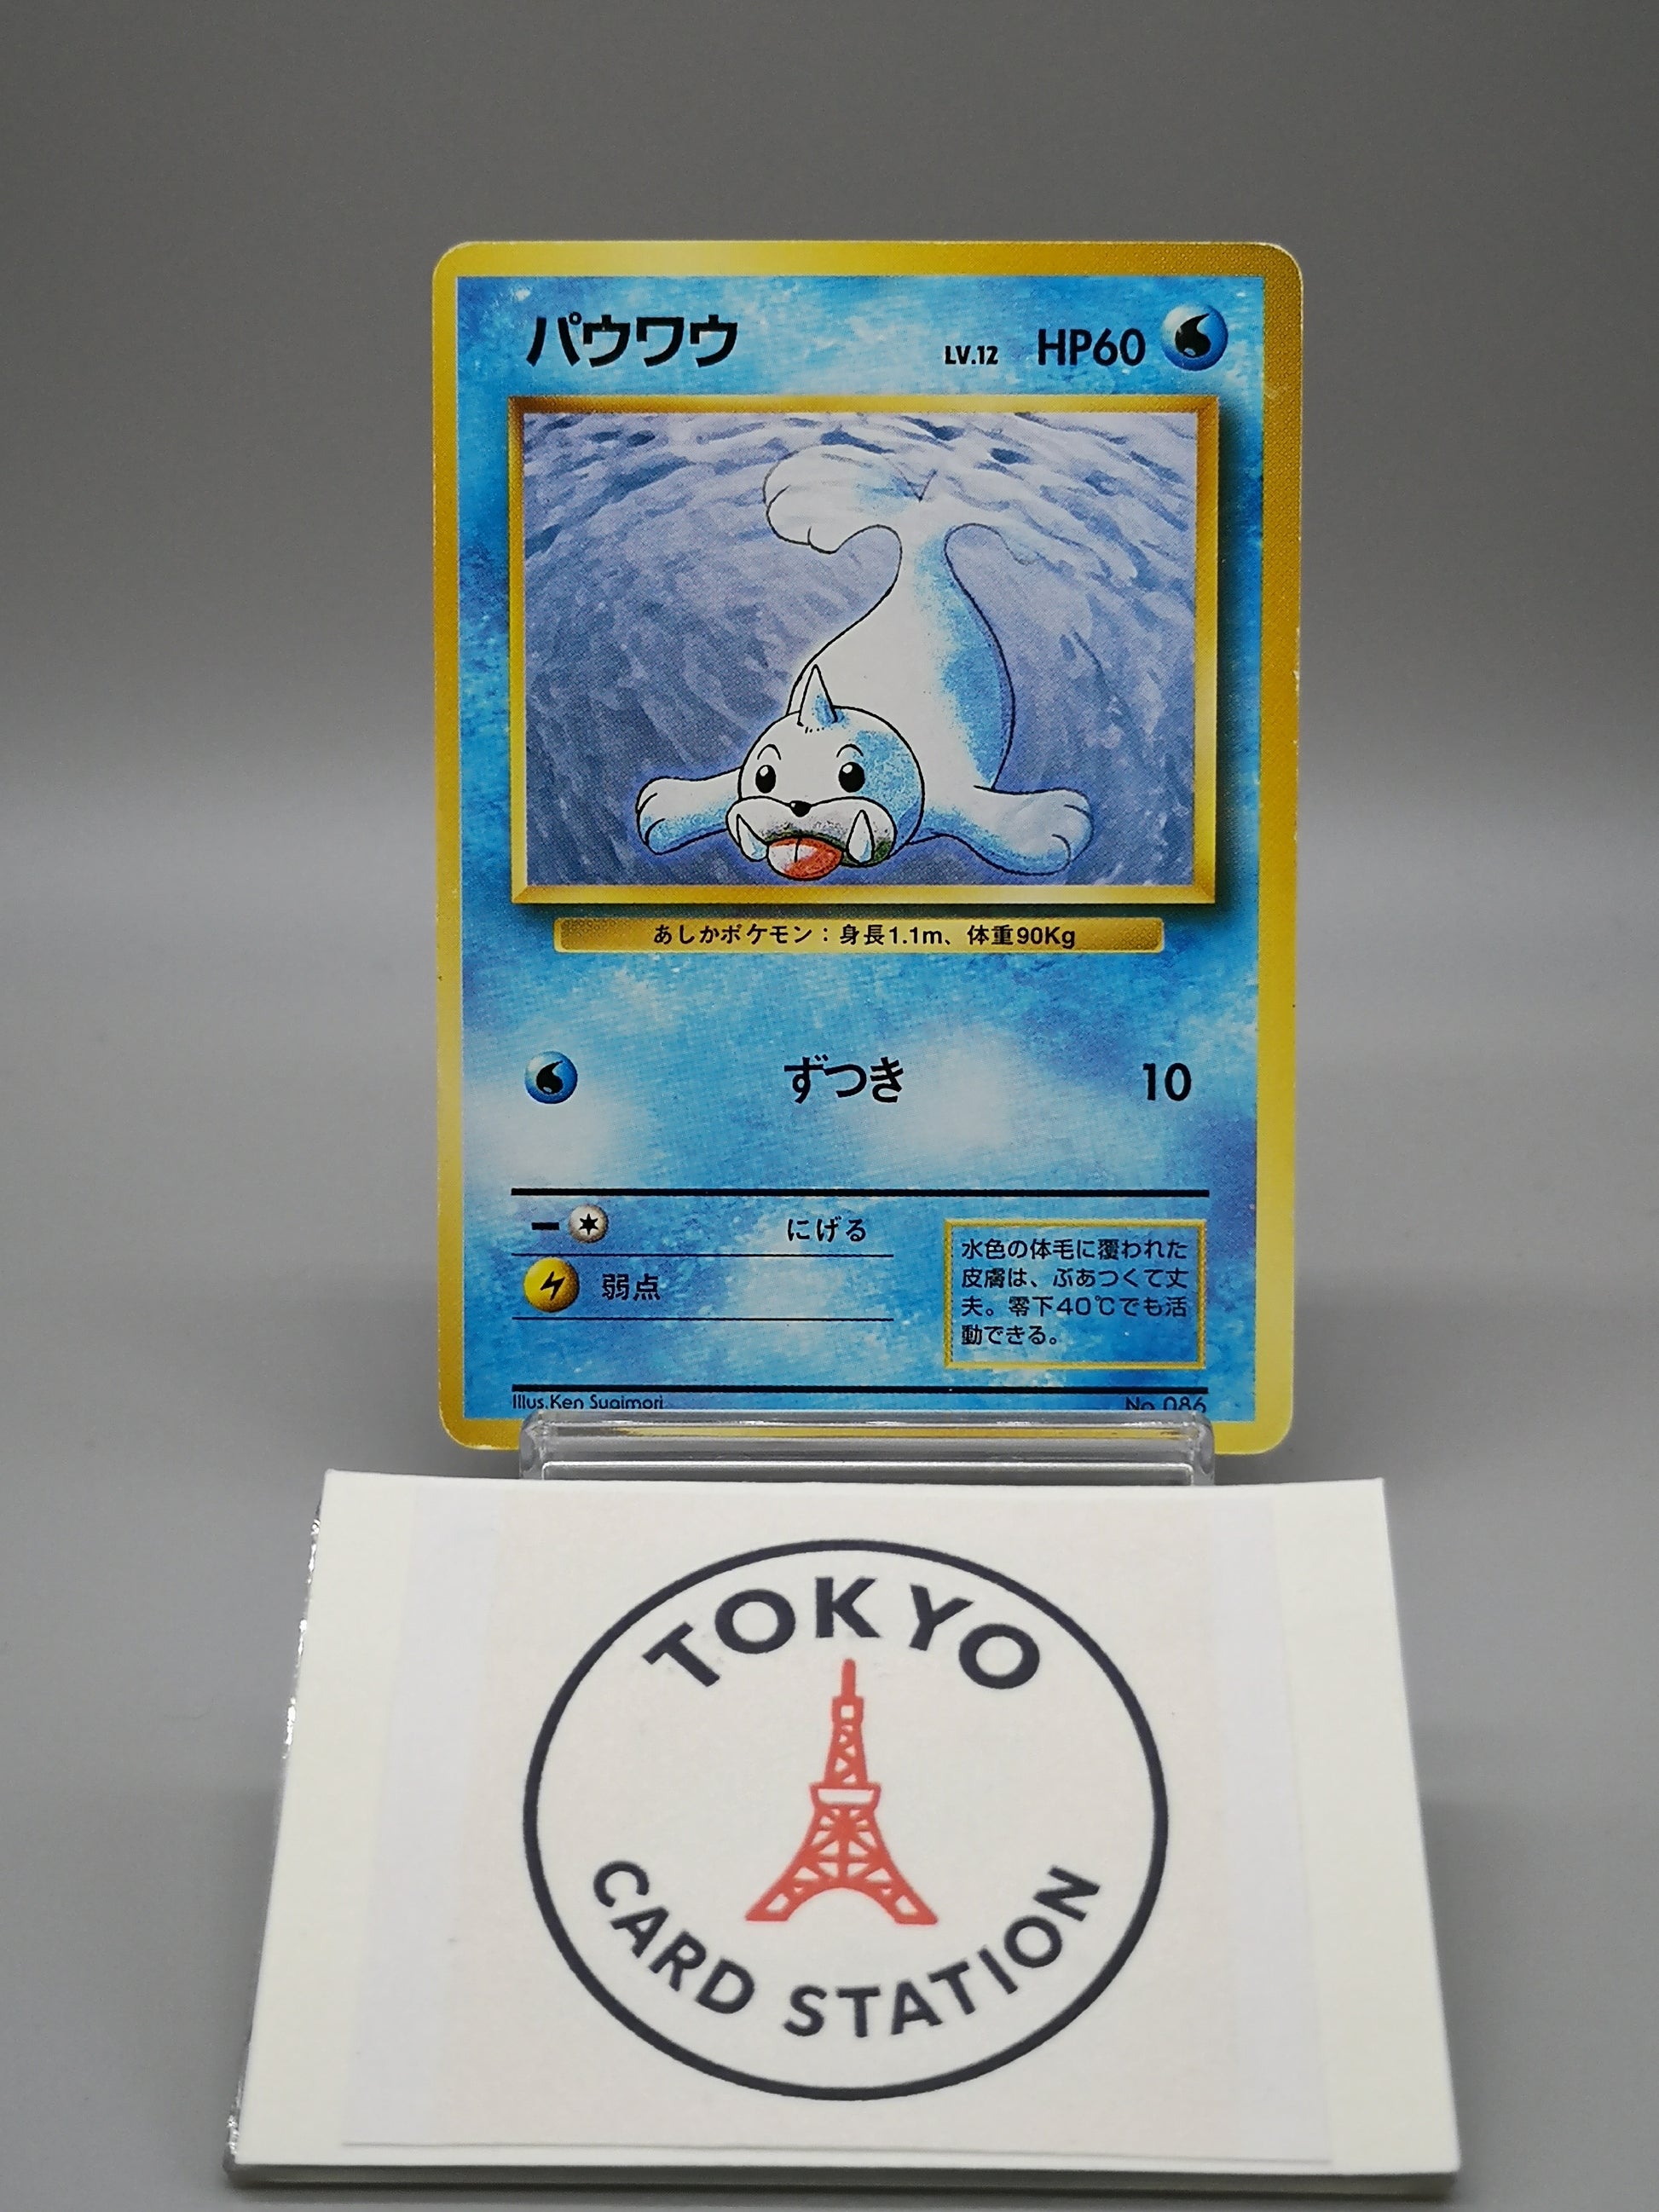 パウワウ LV.12 HP60
あしかポケモン：身長1.1m、体重90Kg
ずつき 10
にげる
弱点
水色の体毛に覆われた
皮膚は、ぶあつくて丈
夫。零下40℃でも活
動できる。
Illus.Ken Sugimori No.086
TOKYO
CARD STATION